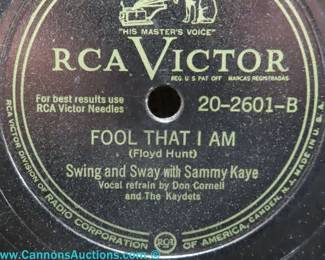 "HIS MASTER'S VOICE"
RCA VICTOR
REG. U S PAT OFF MARCAS REGISTRADAS
For best results use
RCA Victor Needles
20-2601-B
FOOL THAT I AM
(Floyd Hunt)
Swing and Sway with Sammy Kaye
Vocal refrain by Don Cornell
and The Kaydets
RCA VICTOR DIVISION OF RADIO CORPORATION OF AMERICA, CAMDEN, N.J. MADE IN U.S.A.
RCA
www.CannonsAuctions.com ©